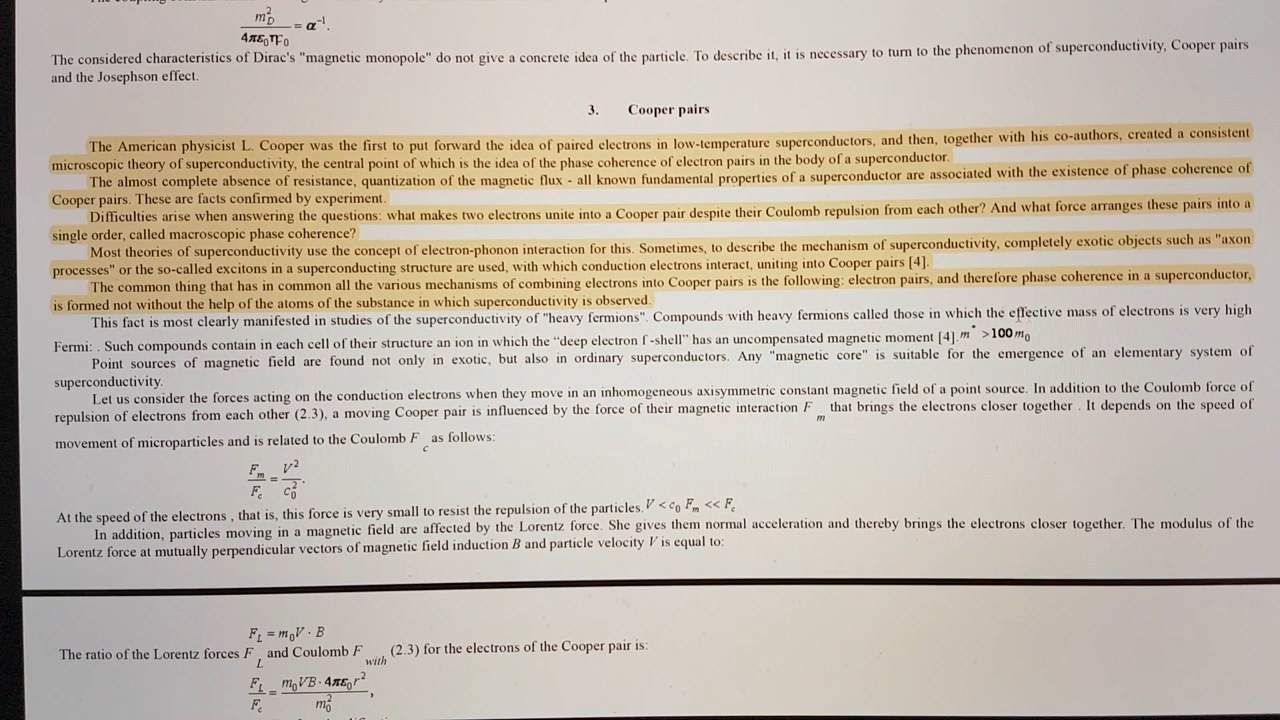 m²_D / 4πε₀ηr₀ = α⁻¹.
The considered characteristics of Dirac's "magnetic monopole" do not give a concrete idea of the particle. To describe it, it is necessary to turn to the phenomenon of superconductivity, Cooper pairs
and the Josephson effect.
3. Cooper pairs
The American physicist L. Cooper was the first to put forward the idea of paired electrons in low-temperature superconductors, and then, together with his co-authors, created a consistent
microscopic theory of superconductivity, the central point of which is the idea of the phase coherence of electron pairs in the body of a superconductor.
The almost complete absence of resistance, quantization of the magnetic flux - all known fundamental properties of a superconductor are associated with the existence of phase coherence of
Cooper pairs. These are facts confirmed by experiment.
Difficulties arise when answering the questions: what makes two electrons unite into a Cooper pair despite their Coulomb repulsion from each other? And what force arranges these pairs into a
single order, called macroscopic phase coherence?
Most theories of superconductivity use the concept of electron-phonon interaction for this. Sometimes, to describe the mechanism of superconductivity, completely exotic objects such as "axon
processes" or the so-called excitons in a superconducting structure are used, with which conduction electrons interact, uniting into Cooper pairs [4].
The common thing that has in common all the various mechanisms of combining electrons into Cooper pairs is the following: electron pairs, and therefore phase coherence in a superconductor,
is formed not without the help of the atoms of the substance in which superconductivity is observed.
This fact is most clearly manifested in studies of the superconductivity of "heavy fermions". Compounds with heavy fermions called those in which the effective mass of electrons is very high
Fermi: . Such compounds contain in each cell of their structure an ion in which the "deep electron f -shell" has an uncompensated magnetic moment [4]. m* >100m₀
Point sources of magnetic field are found not only in exotic, but also in ordinary superconductors. Any "magnetic core" is suitable for the emergence of an elementary system of
superconductivity.
Let us consider the forces acting on the conduction electrons when they move in an inhomogeneous axisymmetric constant magnetic field of a point source. In addition to the Coulomb force of
repulsion of electrons from each other (2.3), a moving Cooper pair is influenced by the force of their magnetic interaction F m that brings the electrons closer together . It depends on the speed of
movement of microparticles and is related to the Coulomb F c as follows:
F_m / F_c = V² / c₀².
At the speed of the electrons , that is, this force is very small to resist the repulsion of the particles. V < c₀ F_m << F_c
In addition, particles moving in a magnetic field are affected by the Lorentz force. She gives them normal acceleration and thereby brings the electrons closer together. The modulus of the
Lorentz force at mutually perpendicular vectors of magnetic field induction B and particle velocity V is equal to:
F_L = m₀V · B
The ratio of the Lorentz forces F L and Coulomb F with (2.3) for the electrons of the Cooper pair is:
F_L / F_c = m₀VB · 4πε₀r² / m₀²,